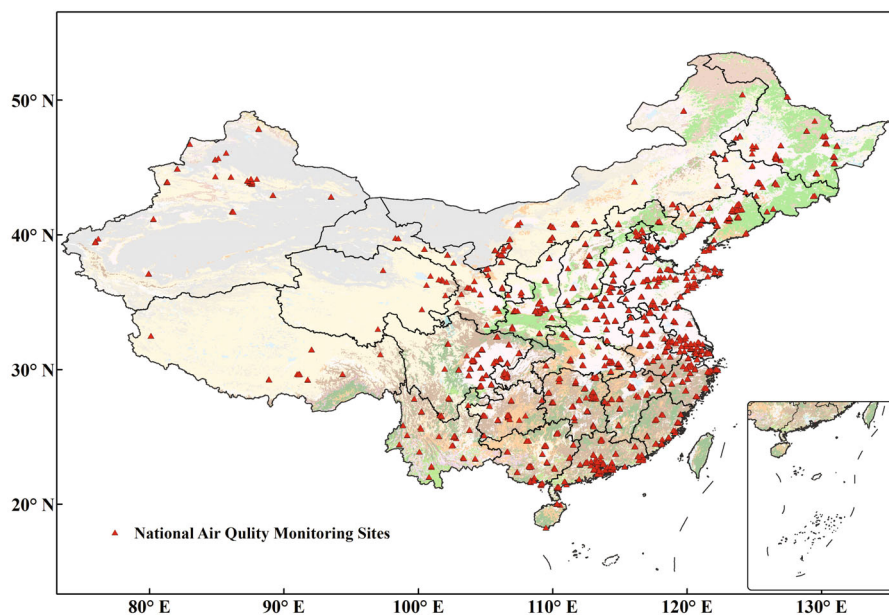 50° N
40° N
30° N
20° N
National Air Qulity Monitoring Sites
80° E
90° E
100° E
110° E
120° E
130° E